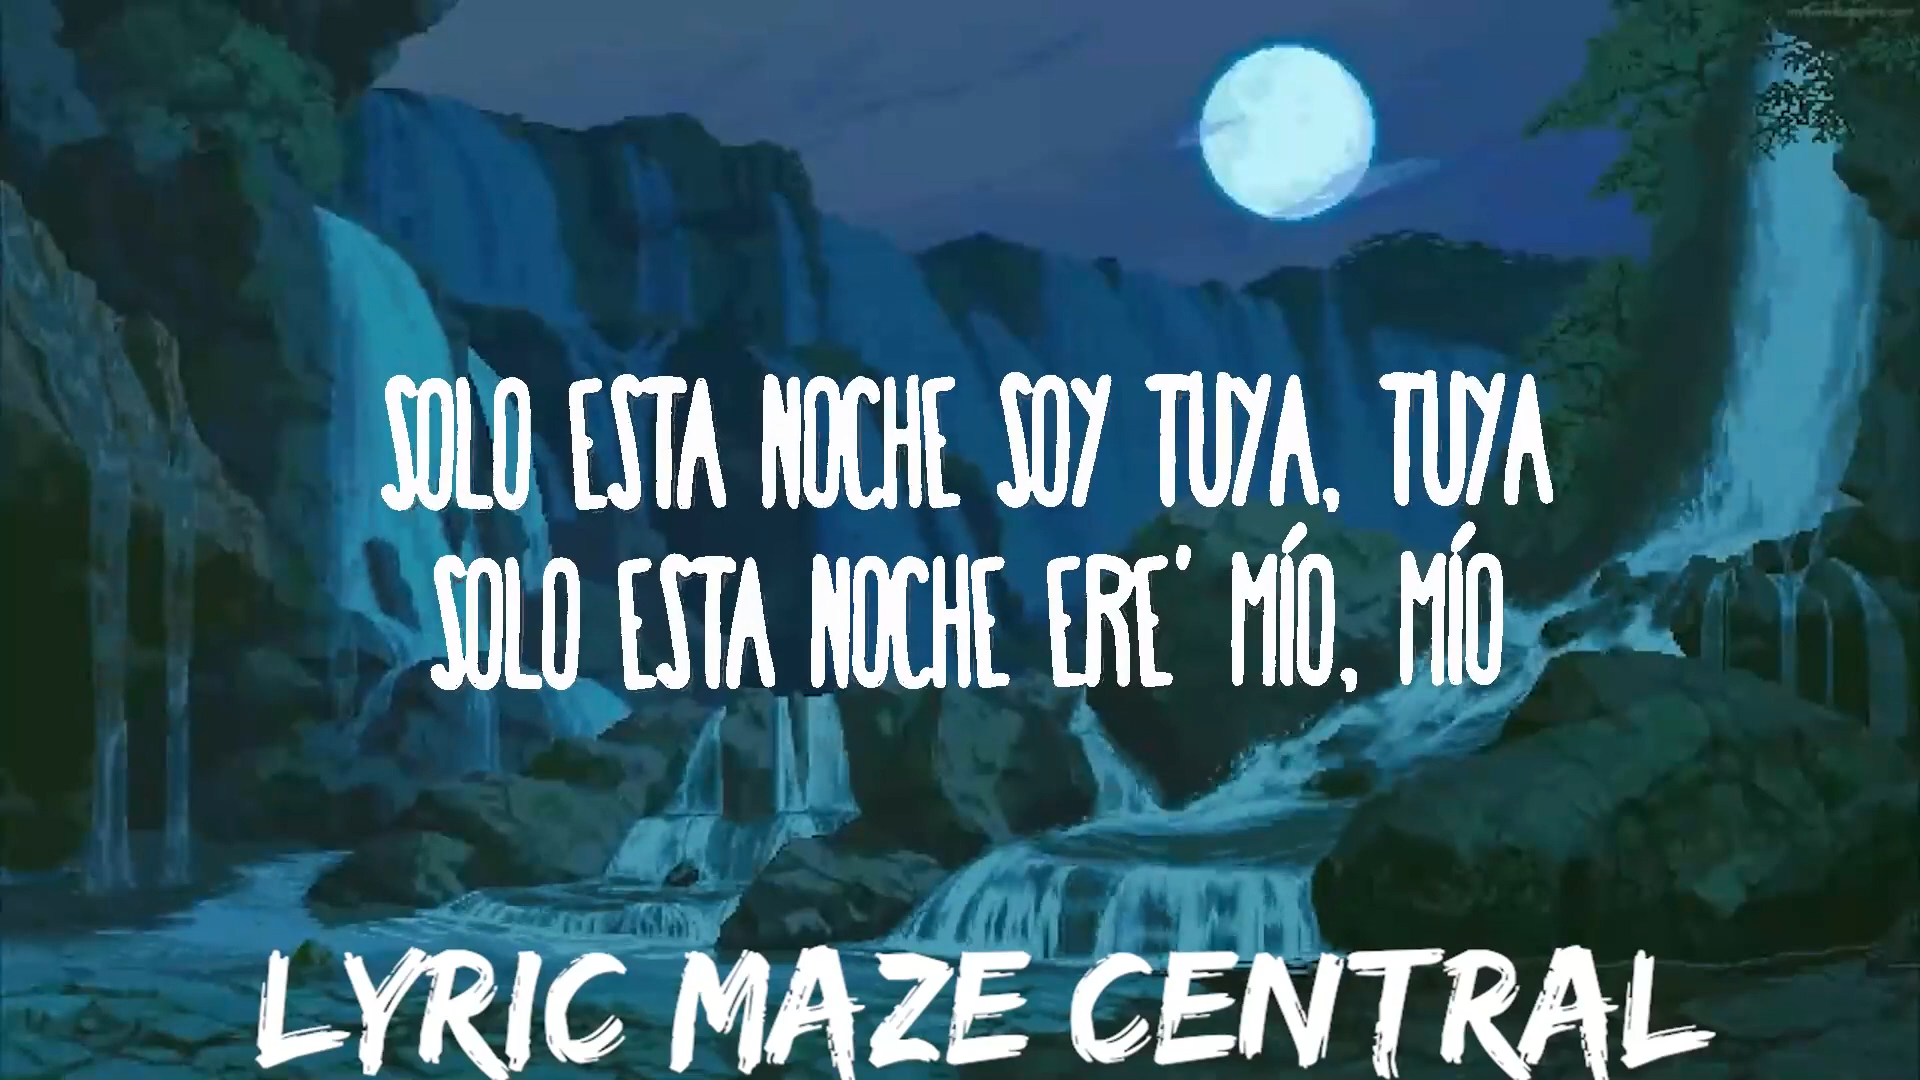 SOLO ESTA NOCHE SOY TUYA, TUYA
SOLO ESTA NOCHE ERE' MÍO, MÍO
LYRIC MAZE CENTRAL